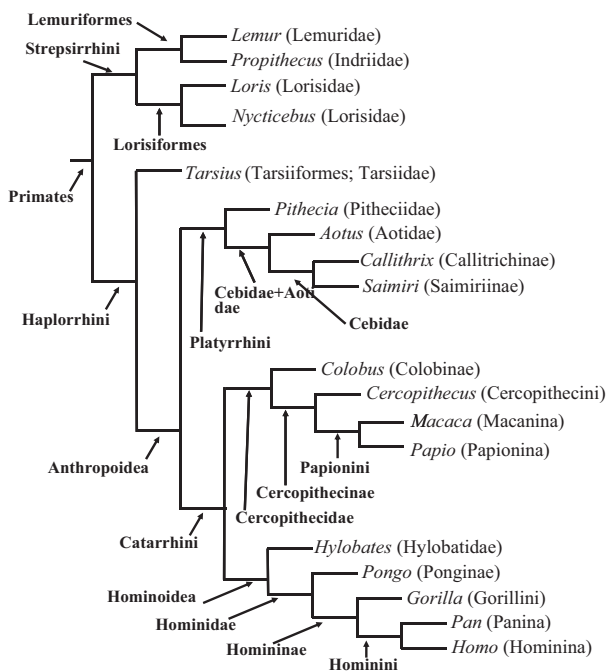 Lemuriformes
Lemur (Lemuridae)
Strepsirrhini
Propithecus (Indriidae)
Loris (Lorisidae)
Nycticebus (Lorisidae)
Lorisiformes
Tarsius (Tarsiiformes; Tarsiidae)
Primates
Pithecia (Pitheciidae)
Aotus (Aotidae)
Callithrix (Callitrichinae)
Saimiri (Saimiriinae)
Cebidae+Aoti
dae
Haplorrhini
Cebidae
Platyrrhini
Colobus (Colobinae)
Cercopithecus (Cercopithecini)
Macaca (Macanina)
Papio (Papionina)
Anthropoidea
Papionini
Cercopithecinae
Cercopithecidae
Catarrhini
Hylobates (Hylobatidae)
Pongo (Ponginae)
Hominoidea
Gorilla (Gorillini)
Hominidae
Pan (Panina)
Homininae
Homo (Hominina)
Hominini